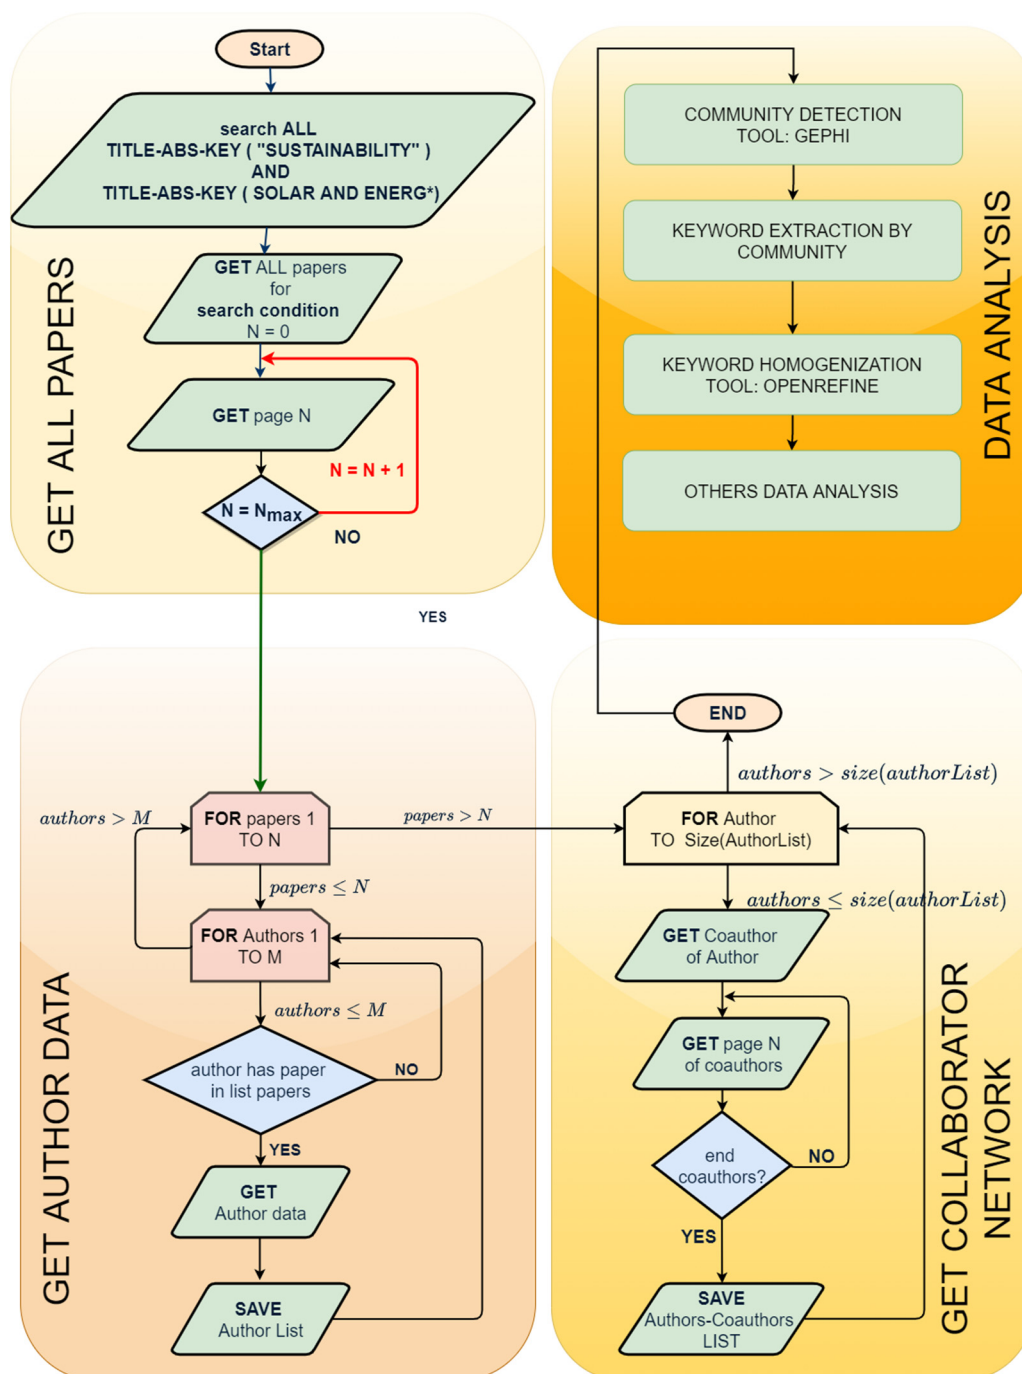 Start
search ALL
TITLE-ABS-KEY ( "SUSTAINABILITY" )
AND
TITLE-ABS-KEY ( SOLAR AND ENERG*)
GET ALL papers
for
search condition
N = 0
GET page N
N = N + 1
N = Nmax
NO
YES
GET ALL PAPERS
COMMUNITY DETECTION
TOOL: GEPHI
KEYWORD EXTRACTION BY
COMMUNITY
KEYWORD HOMOGENIZATION
TOOL: OPENREFINE
OTHERS DATA ANALYSIS
DATA ANALYSIS
authors > M
FOR papers 1
TO N
papers > N
papers ≤ N
FOR Authors 1
TO M
authors ≤ M
author has paper
in list papers
NO
YES
GET
Author data
SAVE
Author List
GET AUTHOR DATA
END
authors > size(authorList)
FOR Author
TO Size(AuthorList)
authors ≤ size(authorList)
GET Coauthor
of Author
GET page N
of coauthors
end
coauthors?
NO
YES
SAVE
Authors-Coauthors
LIST
GET COLLABORATOR
NETWORK